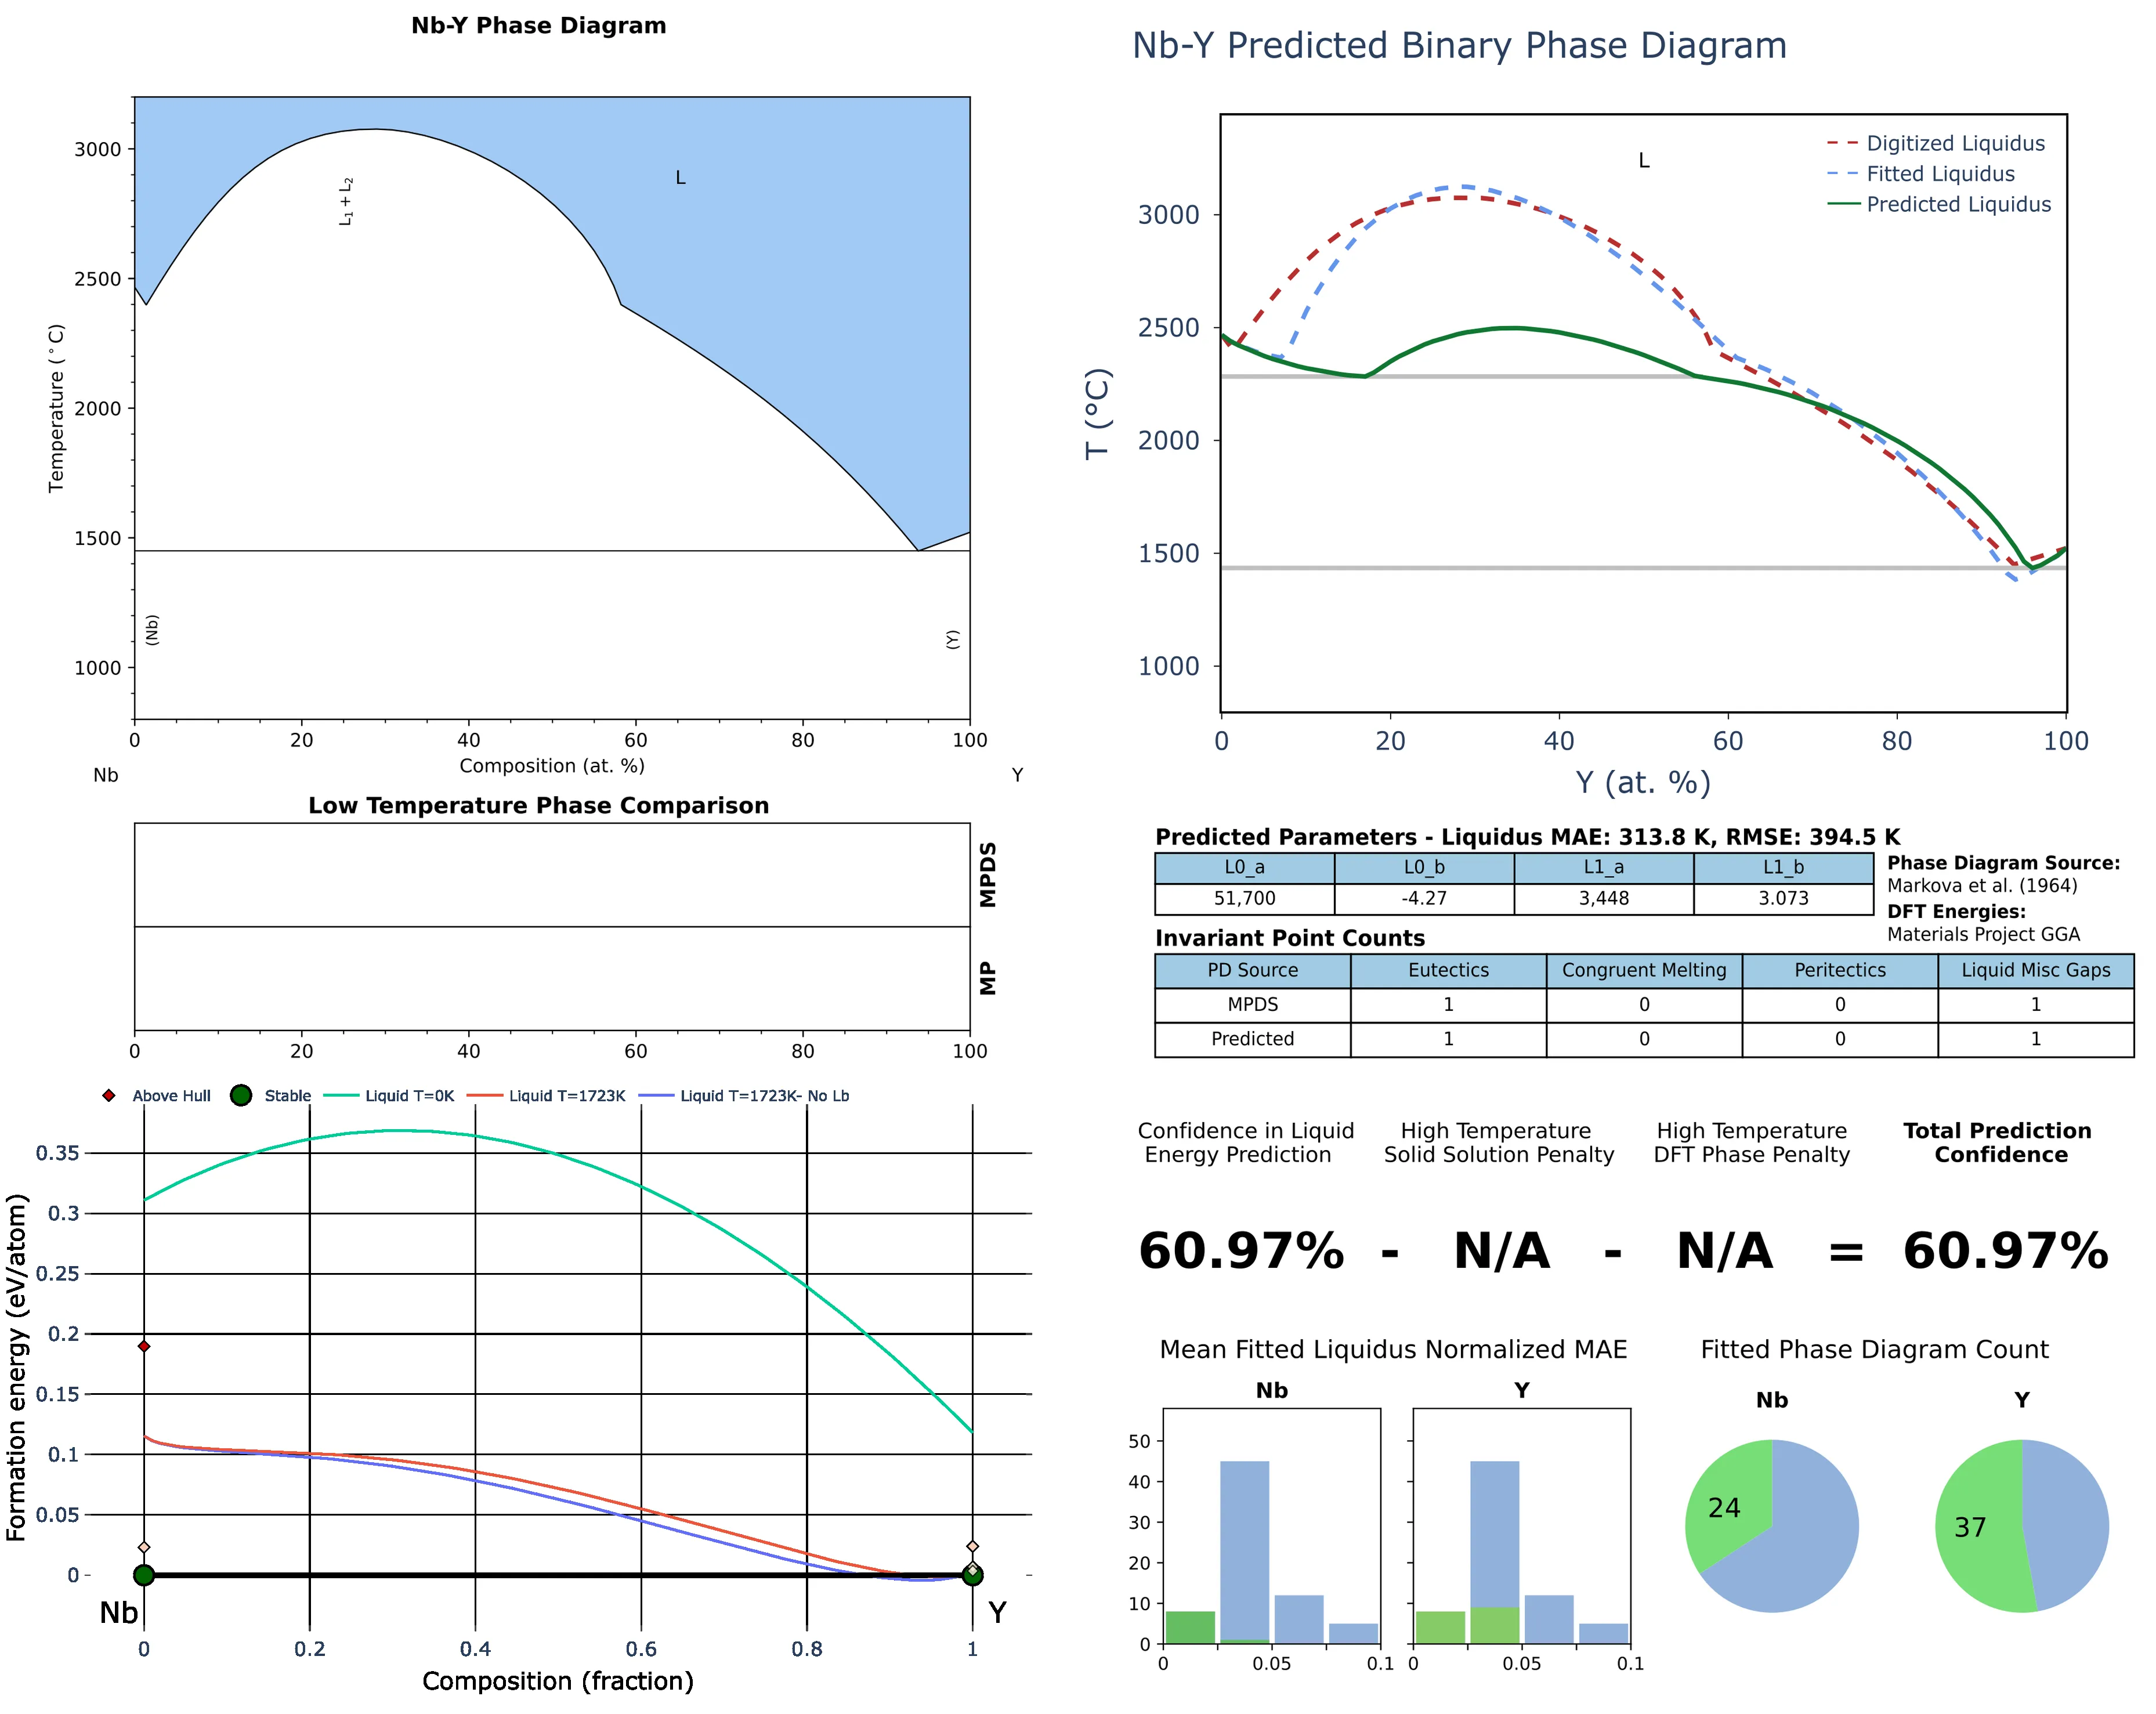 Nb-Y Phase Diagram
3000
2500
2000
1500
1000
Temperature (°C)
L₁ + L₂
L
(Nb)
(Y)
0 20 40 60 80 100
Composition (at. %)
Nb Y
Nb-Y Predicted Binary Phase Diagram
L
Digitized Liquidus
Fitted Liquidus
Predicted Liquidus
3000
2500
2000
1500
1000
T (°C)
0 20 40 60 80 100
Y (at. %)
Low Temperature Phase Comparison
MPDS
MP
0 20 40 60 80 100
Predicted Parameters - Liquidus MAE: 313.8 K, RMSE: 394.5 K
L0_a L0_b L1_a L1_b
51,700 -4.27 3,448 3.073
Phase Diagram Source:
Markova et al. (1964)
DFT Energies:
Materials Project GGA
Invariant Point Counts
PD Source Eutectics Congruent Melting Peritectics Liquid Misc Gaps
MPDS 1 0 0 1
Predicted 1 0 0 1
Above Hull Stable Liquid T=0K Liquid T=1723K Liquid T=1723K- No Lb
0.35
0.3
0.25
0.2
0.15
0.1
0.05
0
Formation energy (eV/atom)
Nb Y
0 0.2 0.4 0.6 0.8 1
Composition (fraction)
Confidence in Liquid
Energy Prediction
High Temperature
Solid Solution Penalty
High Temperature
DFT Phase Penalty
Total Prediction
Confidence
60.97% - N/A - N/A = 60.97%
Mean Fitted Liquidus Normalized MAE
Nb Y
50
40
30
20
10
0
0 0.05 0.1 0 0.05 0.1
Fitted Phase Diagram Count
Nb Y
24 37